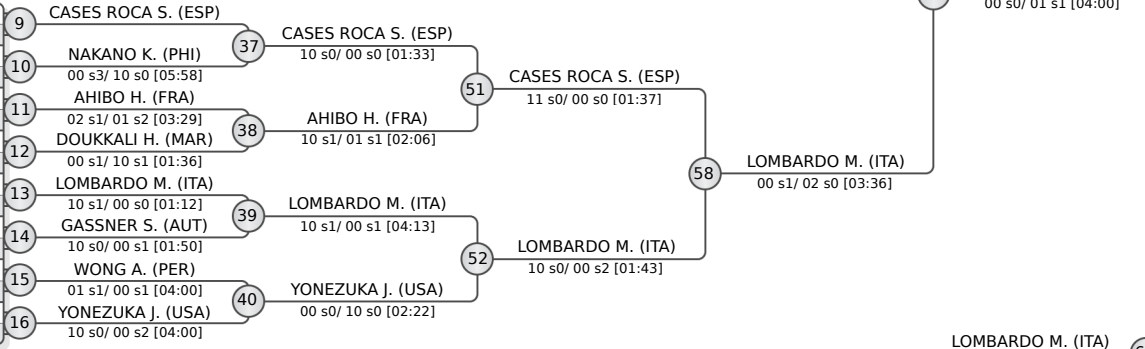 00 s0/ 01 s1 [04:00]
9
CASES ROCA S. (ESP)
37
CASES ROCA S. (ESP)
10 s0/ 00 s0 [01:33]
10
NAKANO K. (PHI)
00 s3/ 10 s0 [05:58]
51
CASES ROCA S. (ESP)
11 s0/ 00 s0 [01:37]
11
AHIBO H. (FRA)
02 s1/ 01 s2 [03:29]
38
AHIBO H. (FRA)
10 s1/ 01 s1 [02:06]
12
DOUKKALI H. (MAR)
00 s1/ 10 s1 [01:36]
58
LOMBARDO M. (ITA)
00 s1/ 02 s0 [03:36]
13
LOMBARDO M. (ITA)
10 s1/ 00 s0 [01:12]
39
LOMBARDO M. (ITA)
10 s1/ 00 s1 [04:13]
14
GASSNER S. (AUT)
10 s0/ 00 s1 [01:50]
52
LOMBARDO M. (ITA)
10 s0/ 00 s2 [01:43]
15
WONG A. (PER)
01 s1/ 00 s1 [04:00]
40
YONEZUKA J. (USA)
00 s0/ 10 s0 [02:22]
16
YONEZUKA J. (USA)
10 s0/ 00 s2 [04:00]
LOMBARDO M. (ITA)